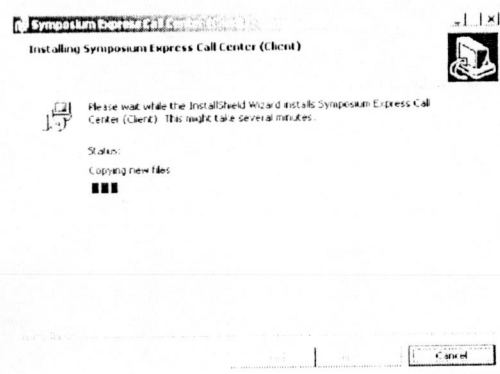 Symposium Express Call Center
Installing Symposium Express Call Center (Client)
Please wait while the InstallShield Wizard installs Symposium Express Call
Center (Client). This might take several minutes.
Status:
Copying new files
Cancel